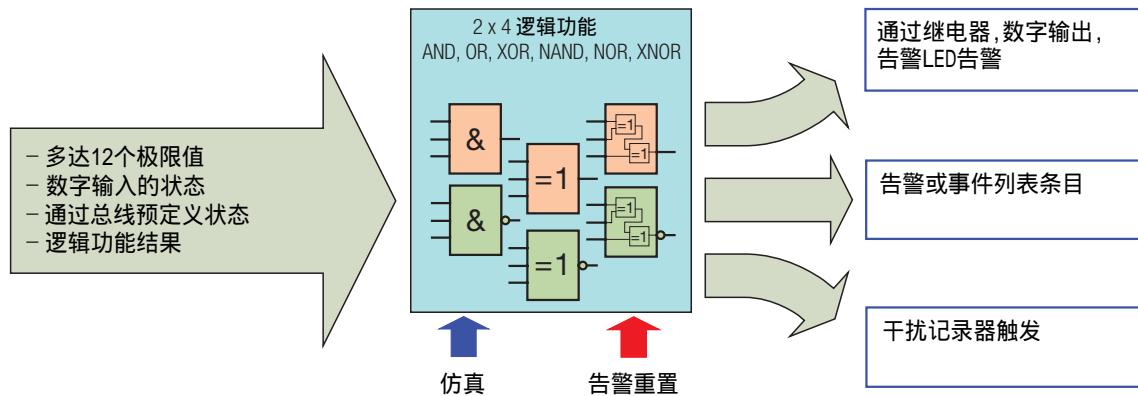 2 x 4 逻辑功能
AND, OR, XOR, NAND, NOR, XNOR
– 多达12个极限值
– 数字输入的状态
– 通过总线预定义状态
– 逻辑功能结果
&
=1
=1
=1
&
=1
=1
=1
仿真
告警重置
通过继电器,数字输出,
告警LED告警
告警或事件列表条目
干扰记录器触发